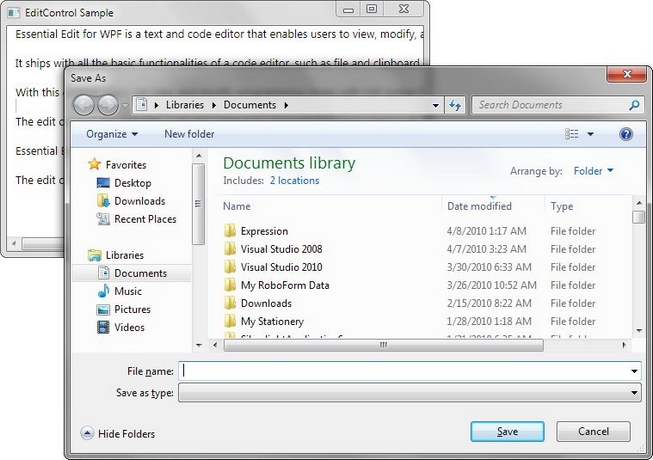 EditControl Sample
Essential Edit for WPF is a text and code editor that enables users to view, modify, a
It ships with all the basic functionalities of a code editor, such as file and clipboard
With this
The edit c
Essential E
The edit c
Save As
Libraries Documents
Search Documents
Organize New folder
Favorites
Desktop
Downloads
Recent Places
Libraries
Documents
Music
Pictures
Videos
Documents library
Includes: 2 locations
Arrange by: Folder
Name Date modified Type
Expression 4/8/2010 1:17 AM File folder
Visual Studio 2008 4/7/2010 3:23 AM File folder
Visual Studio 2010 3/30/2010 6:33 AM File folder
My RoboForm Data 3/26/2010 10:52 AM File folder
Downloads 2/15/2010 8:22 AM File folder
My Stationery 1/28/2010 1:18 AM File folder
File name:
Save as type:
Hide Folders
Save Cancel